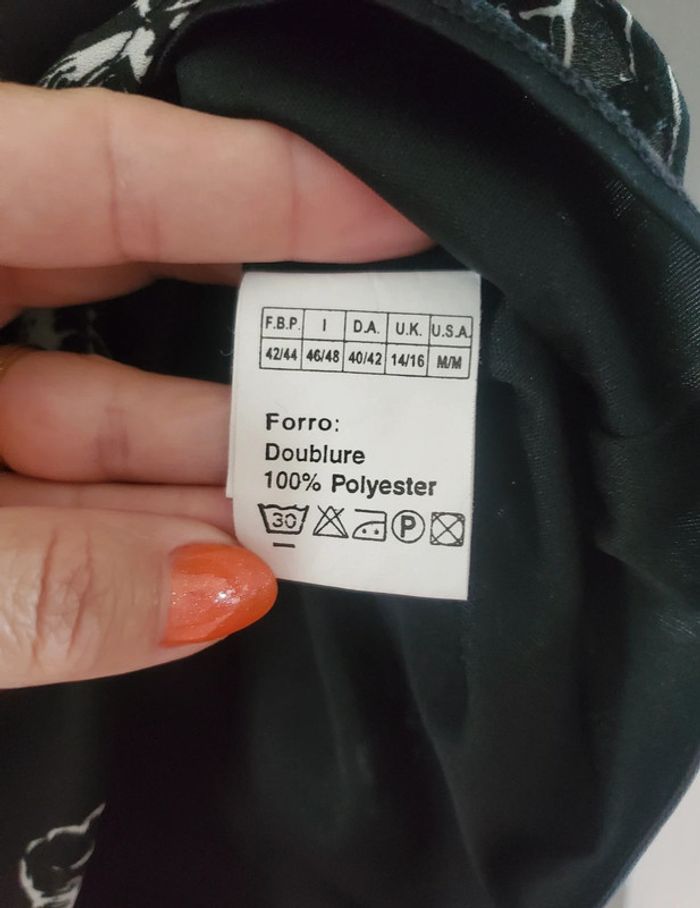 F.B.P. I D.A. U.K. U.S.A.
42/44 46/48 40/42 14/16 M/M
Forro:
Doublure
100% Polyester
30 P